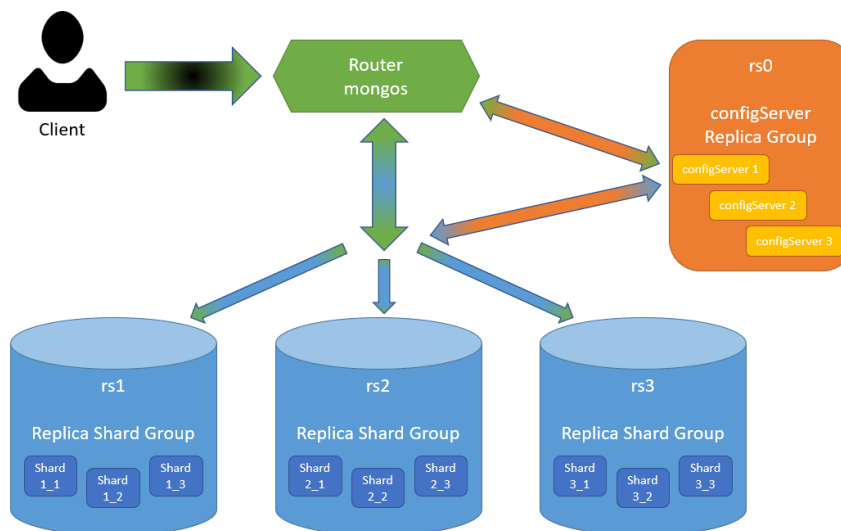 Client
Router
mongos
rs0
configServer
Replica Group
configServer 1
configServer 2
configServer 3
rs1
Replica Shard Group
Shard
1_1
Shard
1_2
Shard
1_3
rs2
Replica Shard Group
Shard
2_1
Shard
2_2
Shard
2_3
rs3
Replica Shard Group
Shard
3_1
Shard
3_2
Shard
3_3